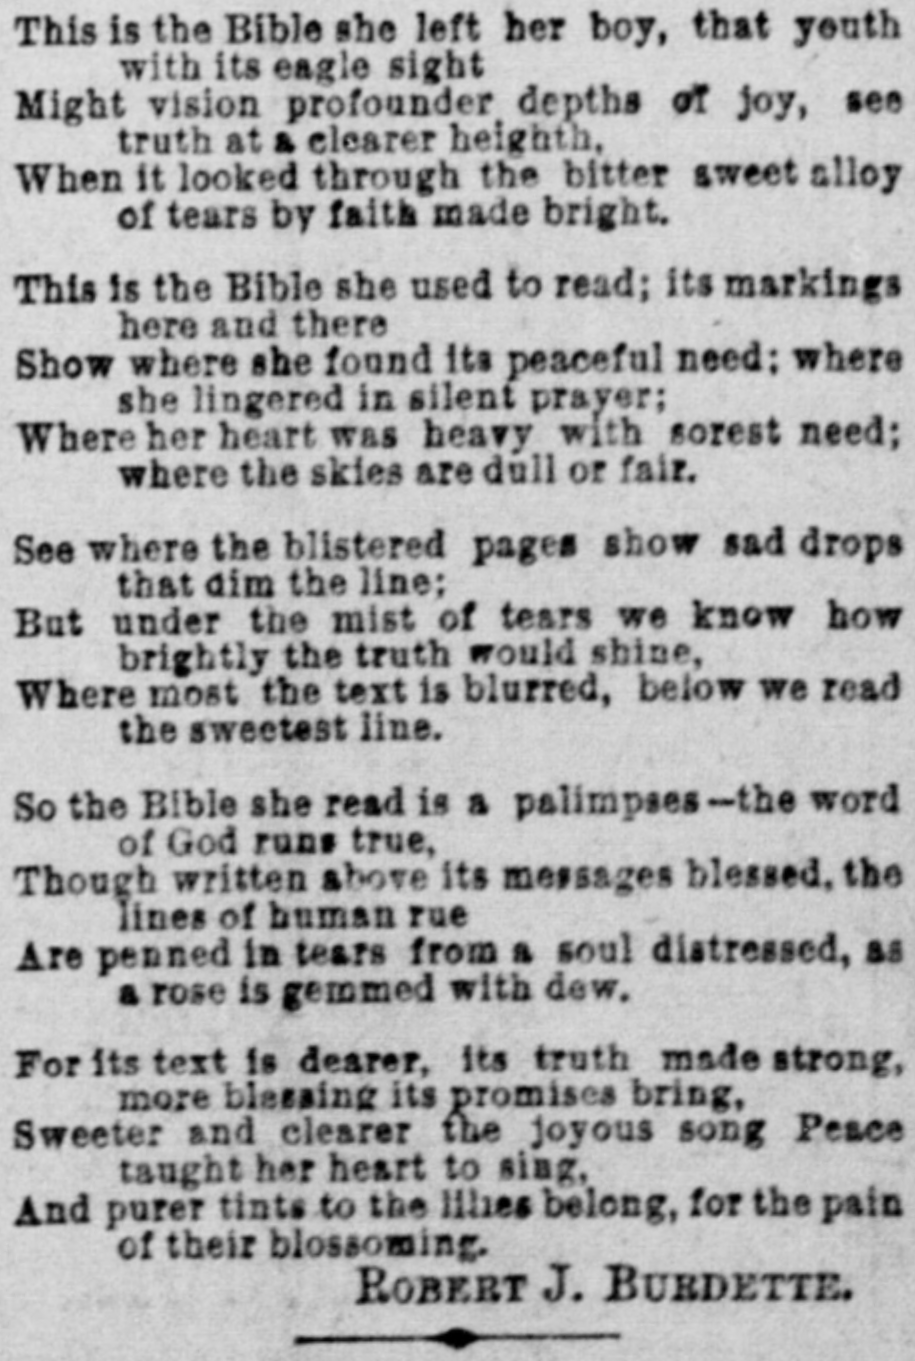 This is the Bible she left her boy, that youth
with its eagle sight
Might vision profounder depths of joy, see
truth at a clearer heighth,
When it looked through the bitter sweet alloy
of tears by faith made bright.
This is the Bible she used to read; its markings
here and there
Show where she found its peaceful need; where
she lingered in silent prayer;
Where her heart was heavy with sorest need;
where the skies are dull or fair.
See where the blistered pages show sad drops
that dim the line;
But under the mist of tears we know how
brightly the truth would shine,
Where most the text is blurred, below we read
the sweetest line.
So the Bible she read is a palimpses—the word
of God runs true,
Though written above its messages blessed, the
lines of human rue
Are penned in tears from a soul distressed, as
a rose is gemmed with dew.
For its text is dearer, its truth made strong,
more blessing its promises bring,
Sweeter and clearer the joyous song Peace
taught her heart to sing,
And purer tints to the lilies belong, for the pain
of their blossoming.
ROBERT J. BURDETTE.